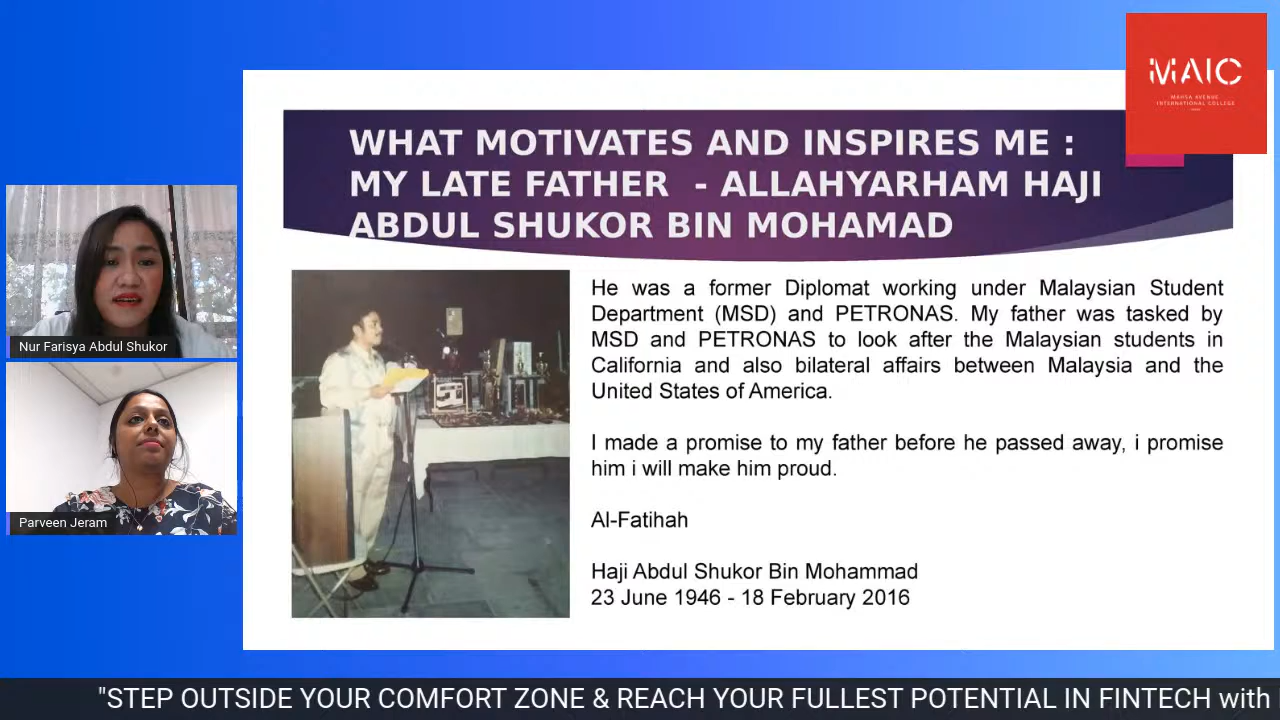 MAIC
MAHSA AVENUE
INTERNATIONAL COLLEGE
WHAT MOTIVATES AND INSPIRES ME :
MY LATE FATHER - ALLAHYARHAM HAJI
ABDUL SHUKOR BIN MOHAMAD
Nur Farisya Abdul Shukor
Parveen Jeram
He was a former Diplomat working under Malaysian Student
Department (MSD) and PETRONAS. My father was tasked by
MSD and PETRONAS to look after the Malaysian students in
California and also bilateral affairs between Malaysia and the
United States of America.
I made a promise to my father before he passed away, i promise
him i will make him proud.
Al-Fatihah
Haji Abdul Shukor Bin Mohammad
23 June 1946 - 18 February 2016
"STEP OUTSIDE YOUR COMFORT ZONE & REACH YOUR FULLEST POTENTIAL IN FINTECH with